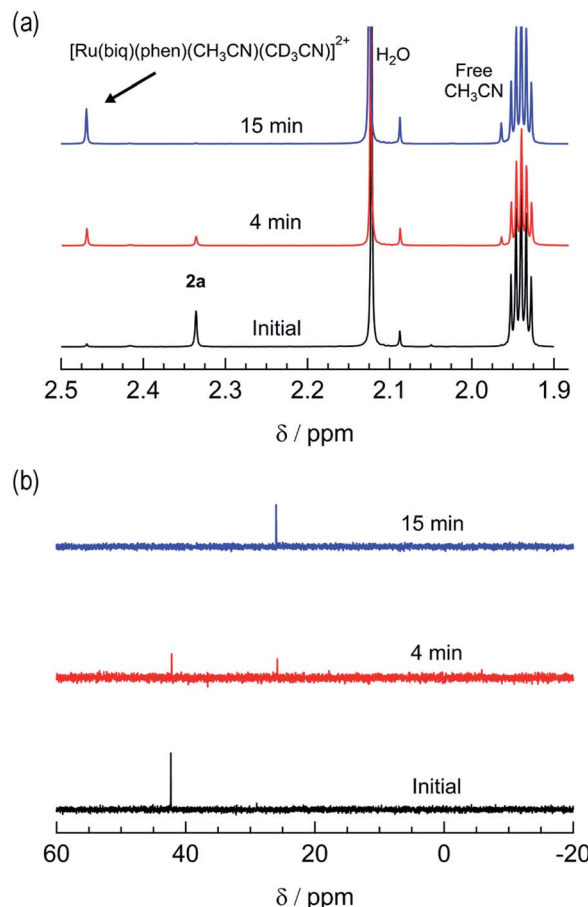 (a)
[Ru(biq)(phen)(CH₃CN)(CD₃CN)]²⁺
H₂O
Free
CH₃CN
15 min
4 min
2a
Initial
2.5 2.4 2.3 2.2 2.1 2.0 1.9
δ / ppm
(b)
15 min
4 min
Initial
60 40 20 0 -20
δ / ppm